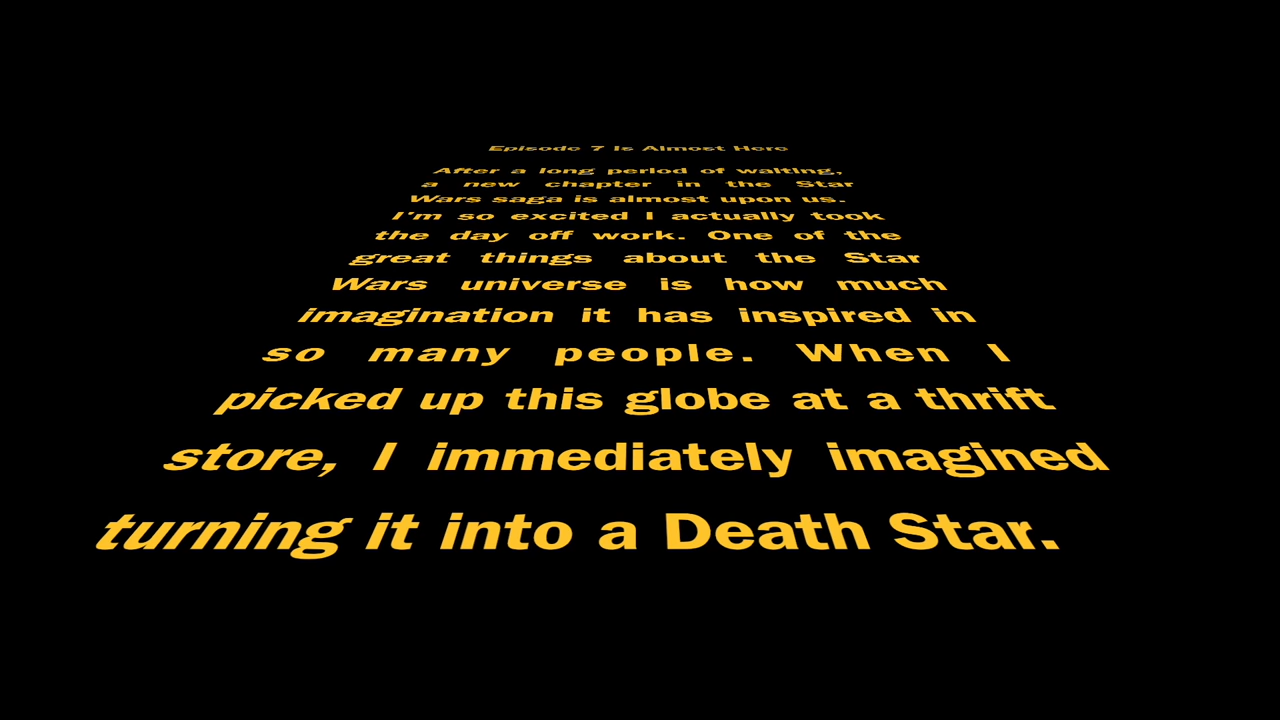 Episode 7 Is Almost Here
After a long period of waiting,
a new chapter in the Star
Wars saga is almost upon us.
I'm so excited I actually took
the day off work. One of the
great things about the Star
Wars universe is how much
imagination it has inspired in
so many people. When I
picked up this globe at a thrift
store, I immediately imagined
turning it into a Death Star.